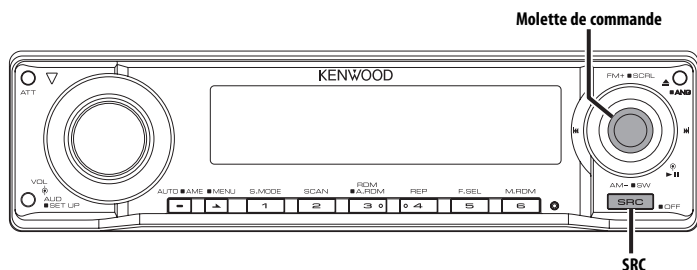 Molette de commande
KENWOOD
FM+ ■SCRL
ATT
■ANG
VOL
AUD
■SET UP
AUTO ■AME
■MENU
S.MODE
SCAN
RDM
■A.RDM
REP
F.SEL
M.RDM
1
2
3
4
5
6
AM- ■SW
SRC
■OFF
SRC